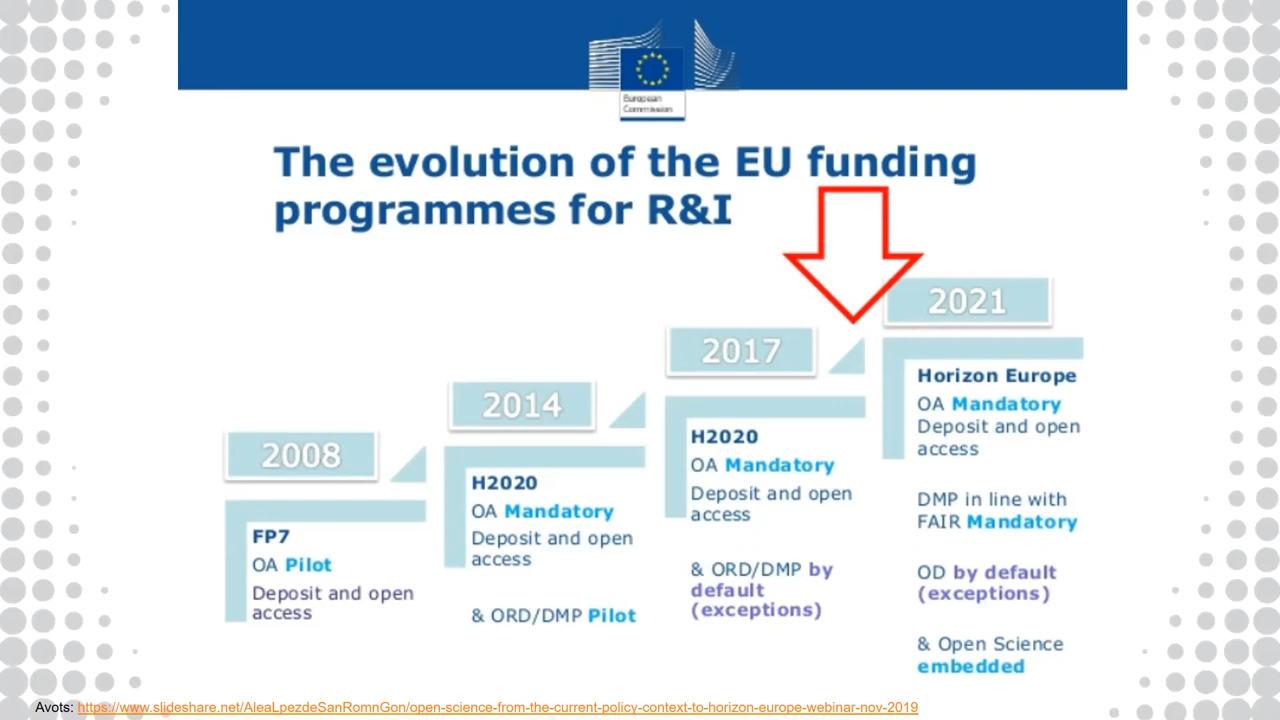 European
Commission
The evolution of the EU funding
programmes for R&I
2008
FP7
OA Pilot
Deposit and open
access
2014
H2020
OA Mandatory
Deposit and open
access
& ORD/DMP Pilot
2017
H2020
OA Mandatory
Deposit and open
access
& ORD/DMP by
default
(exceptions)
2021
Horizon Europe
OA Mandatory
Deposit and open
access
DMP in line with
FAIR Mandatory
OD by default
(exceptions)
& Open Science
embedded
Avots: https://www.slideshare.net/AleaLpezdeSanRomnGon/open-science-from-the-current-policy-context-to-horizon-europe-webinar-nov-2019